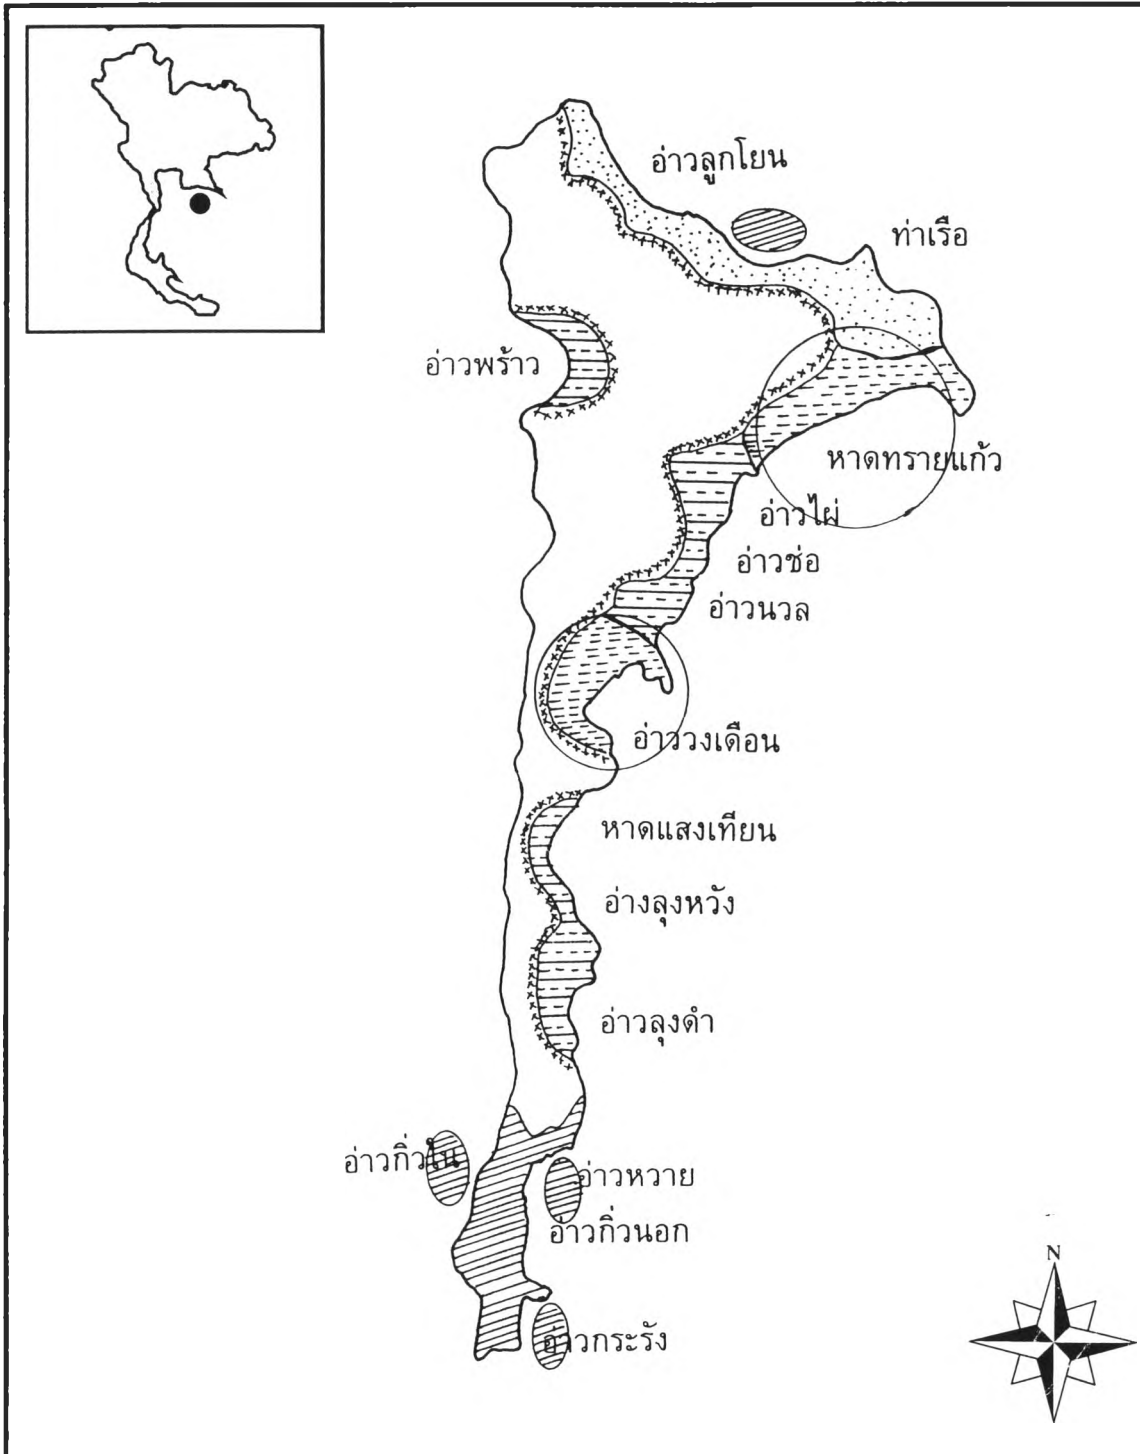 อ่าวลูกโยน
ท่าเรือ
อ่าวพร้าว
หาดทรายแก้ว
อ่าวไผ่
อ่าวช่อ
อ่าวนวล
อ่าววงเดือน
หาดแสงเทียน
อ่างลุงหวัง
อ่าวลุงดำ
อ่าวกิ่วใน
อ่าวหวาย
อ่าวกิ่วนอก
อ่าวกระรัง
N